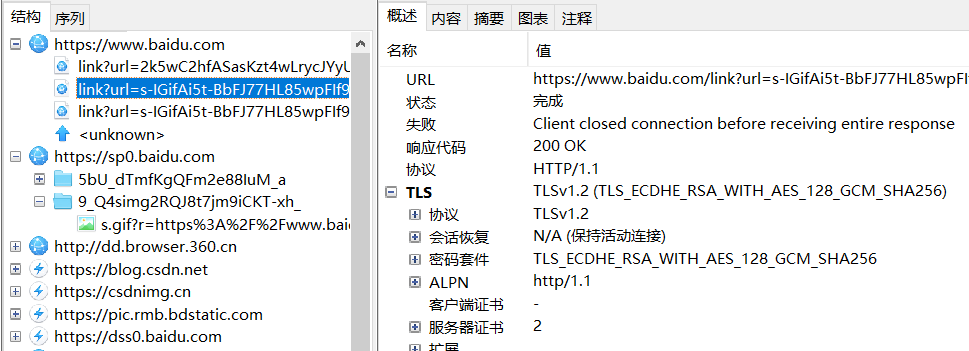 结构 序列
https://www.baidu.com
link?url=2k5wC2hfASasKzt4wLrycJYyU
link?url=s-IGifAi5t-BbFJ77HL85wpFIf9
link?url=s-IGifAi5t-BbFJ77HL85wpFIf9
<unknown>
https://sp0.baidu.com
5bU_dTmfKgQFm2e88IuM_a
9_Q4simg2RQJ8t7jm9iCKT-xh_
s.gif?r=https%3A%2F%2Fwww.bai
http://dd.browser.360.cn
https://blog.csdn.net
https://csdnimg.cn
https://pic.rmb.bdstatic.com
https://dss0.baidu.com
概述 内容 摘要 图表 注释
名称 值
URL https://www.baidu.com/link?url=s-IGifAi5t-BbFJ77HL85wpFI
状态 完成
失败 Client closed connection before receiving entire response
响应代码 200 OK
协议 HTTP/1.1
TLS TLSv1.2 (TLS_ECDHE_RSA_WITH_AES_128_GCM_SHA256)
协议 TLSv1.2
会话恢复 N/A (保持活动连接)
密码套件 TLS_ECDHE_RSA_WITH_AES_128_GCM_SHA256
ALPN http/1.1
客户端证书 -
服务器证书 2
扩展